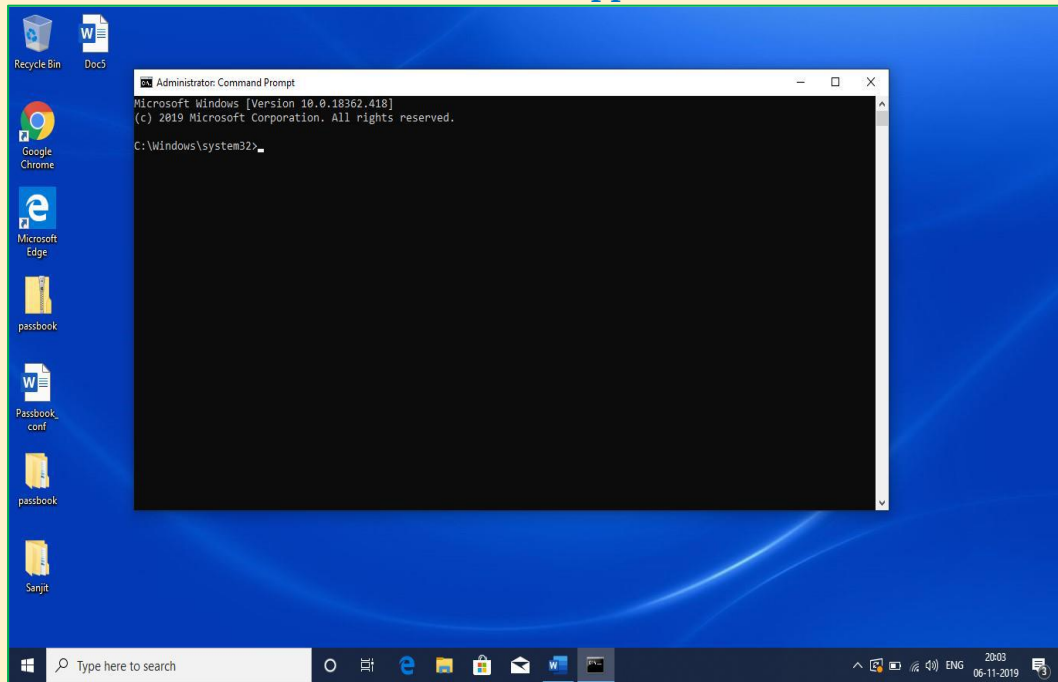 Recycle Bin
Doc5
Administrator: Command Prompt
Microsoft Windows [Version 10.0.18362.418]
(c) 2019 Microsoft Corporation. All rights reserved.
C:\Windows\system32>
Google
Chrome
Microsoft
Edge
passbook
Passbook_
conf
passbook
Sanjit
Type here to search
ENG
20:03
06-11-2019
3